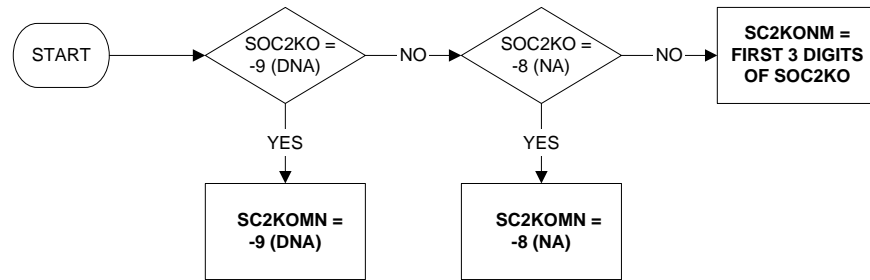 START
SOC2KO =
-9 (DNA)
NO
SOC2KO =
-8 (NA)
NO
SC2KONM =
FIRST 3 DIGITS
OF SOC2KO
YES
YES
SC2KOMN =
-9 (DNA)
SC2KOMN =
-8 (NA)